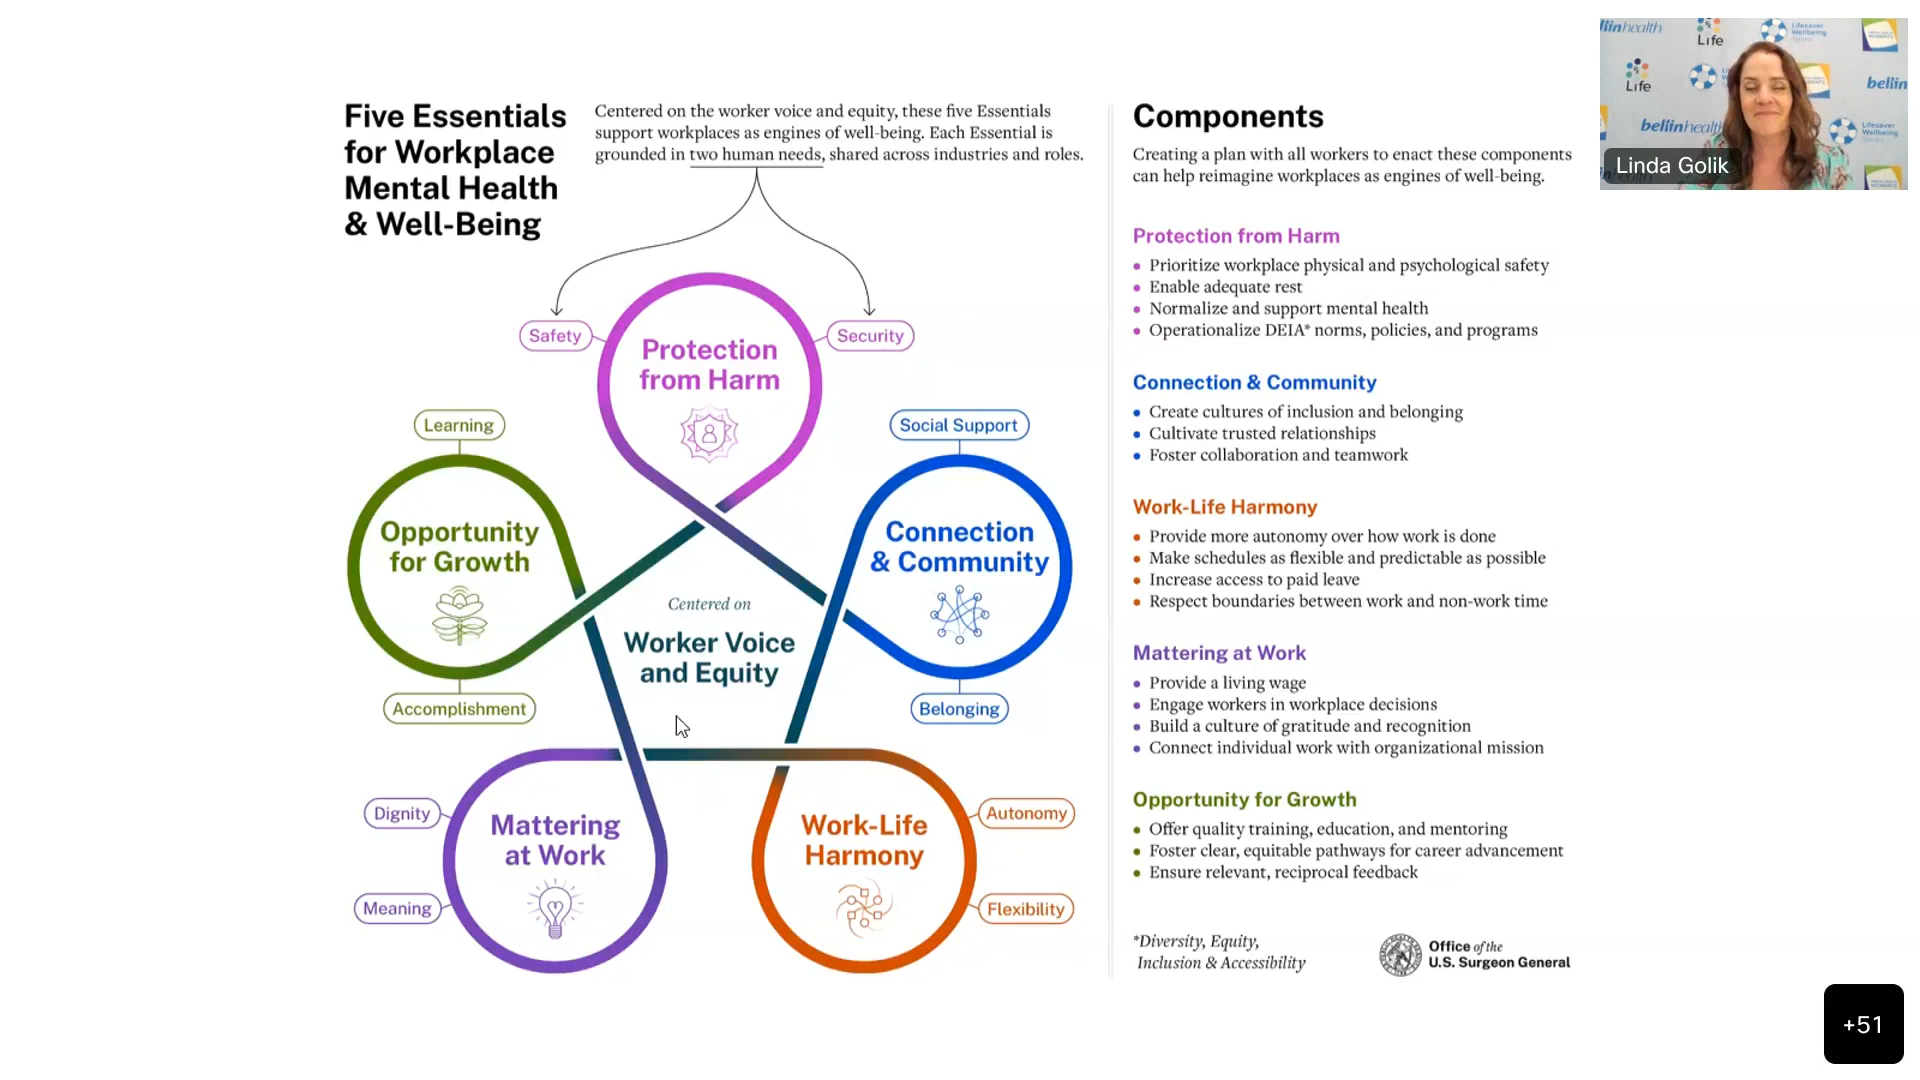 Five Essentials
for Workplace
Mental Health
& Well-Being
Centered on the worker voice and equity, these five Essentials
support workplaces as engines of well-being. Each Essential is
grounded in two human needs, shared across industries and roles.
Safety
Security
Protection
from Harm
Learning
Social Support
Opportunity
for Growth
Connection
& Community
Centered on
Worker Voice
and Equity
Accomplishment
Belonging
Dignity
Mattering
at Work
Meaning
Work-Life
Harmony
Autonomy
Flexibility
Components
Creating a plan with all workers to enact these components
can help reimagine workplaces as engines of well-being.
Protection from Harm
• Prioritize workplace physical and psychological safety
• Enable adequate rest
• Normalize and support mental health
• Operationalize DEIA* norms, policies, and programs
Connection & Community
• Create cultures of inclusion and belonging
• Cultivate trusted relationships
• Foster collaboration and teamwork
Work-Life Harmony
• Provide more autonomy over how work is done
• Make schedules as flexible and predictable as possible
• Increase access to paid leave
• Respect boundaries between work and non-work time
Mattering at Work
• Provide a living wage
• Engage workers in workplace decisions
• Build a culture of gratitude and recognition
• Connect individual work with organizational mission
Opportunity for Growth
• Offer quality training, education, and mentoring
• Foster clear, equitable pathways for career advancement
• Ensure relevant, reciprocal feedback
*Diversity, Equity,
Inclusion & Accessibility
Office of the
U.S. Surgeon General
Life
Lifesaver
Wellbeing
Life
bellinhealth
Lifesaver
Wellbeing
Linda Golik
+51